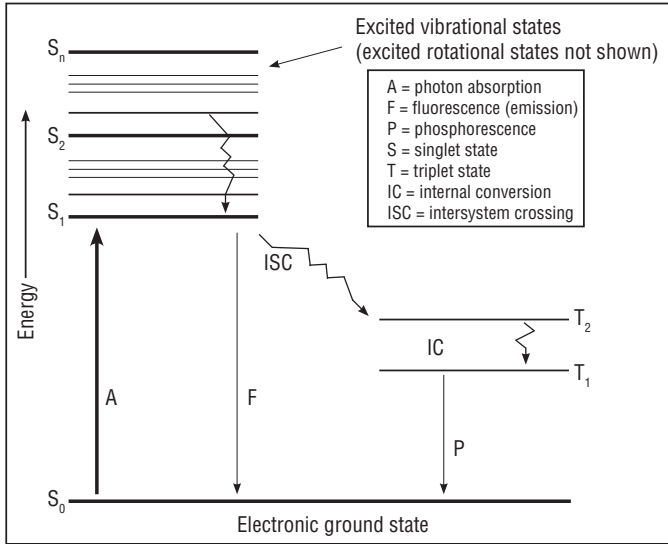 Excited vibrational states
(excited rotational states not shown)
A = photon absorption
F = fluorescence (emission)
P = phosphorescence
S = singlet state
T = triplet state
IC = internal conversion
ISC = intersystem crossing
Sn
S2
S1
Energy
A
F
ISC
T2
IC
T1
P
S0
Electronic ground state